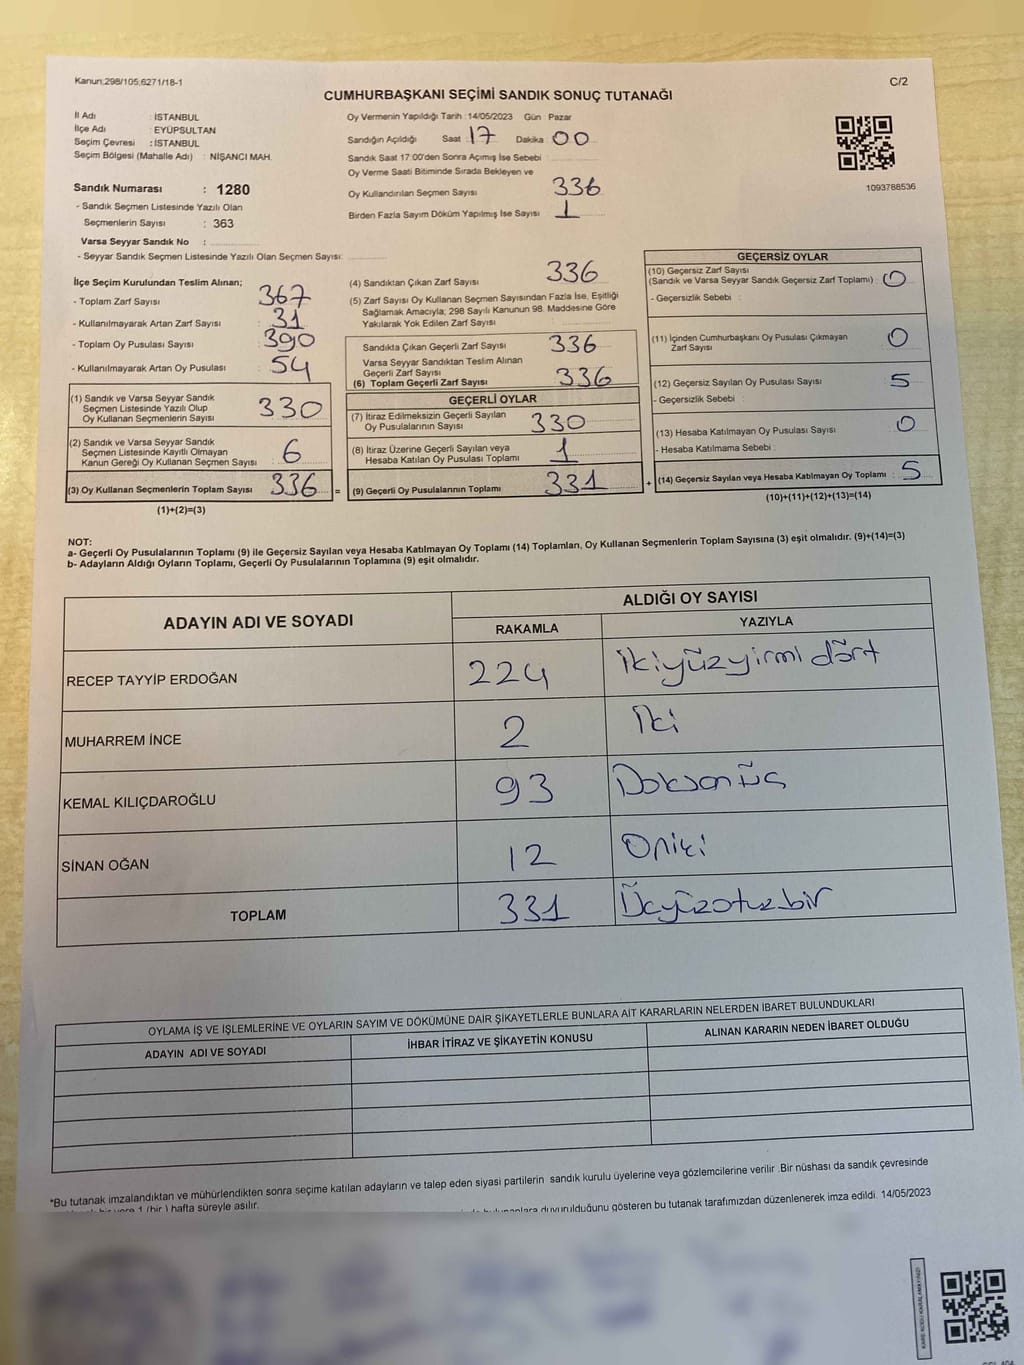 Kanun:298/105;6271/18-1
C/2
CUMHURBAŞKANI SEÇİMİ SANDIK SONUÇ TUTANAĞI
İl Adı : İSTANBUL
İlçe Adı : EYÜPSULTAN
Seçim Çevresi : İSTANBUL
Seçim Bölgesi (Mahalle Adı) : NİŞANCI MAH.
Sandık Numarası : 1280
- Sandık Seçmen Listesinde Yazılı Olan
Seçmenlerin Sayısı : 363
Varsa Seyyar Sandık No :
- Seyyar Sandık Seçmen Listesinde Yazılı Olan Seçmen Sayısı:
Oy Vermenin Yapıldığı Tarih : 14/05/2023 Gün : Pazar
Sandığın Açıldığı Saat : 17 Dakika : 00
Sandık Saat 17:00'den Sonra Açımış İse Sebebi
Oy Verme Saati Bitiminde Sırada Bekleyen ve
Oy Kullandırılan Seçmen Sayısı 336
Birden Fazla Sayım Döküm Yapılmış İse Sayısı : 1
1093788536
İlçe Seçim Kurulundan Teslim Alınan;
- Toplam Zarf Sayısı : 367
- Kullanılmayarak Artan Zarf Sayısı : 31
- Toplam Oy Pusulası Sayısı : 390
- Kullanılmayarak Artan Oy Pusulası : 54
(1) Sandık ve Varsa Seyyar Sandık
Seçmen Listesinde Yazılı Olup
Oy Kullanan Seçmenlerin Sayısı : 330
(2) Sandık ve Varsa Seyyar Sandık
Seçmen Listesinde Kayıtlı Olmayan
Kanun Gereği Oy Kullanan Seçmen Sayısı : 6
(3) Oy Kullanan Seçmenlerin Toplam Sayısı : 336 =
(1)+(2)=(3)
(4) Sandıktan Çıkan Zarf Sayısı 336
(5) Zarf Sayısı Oy Kullanan Seçmen Sayısından Fazla İse, Eşitliği
Sağlamak Amacıyla; 298 Sayılı Kanunun 98. Maddesine Göre
Yakılarak Yok Edilen Zarf Sayısı
Sandıkta Çıkan Geçerli Zarf Sayısı 336
Varsa Seyyar Sandıktan Teslim Alınan
Geçerli Zarf Sayısı
(6) Toplam Geçerli Zarf Sayısı 336
GEÇERLİ OYLAR
(7) İtiraz Edilmeksizin Geçerli Sayılan
Oy Pusulalarının Sayısı : 330
(8) İtiraz Üzerine Geçerli Sayılan veya
Hesaba Katılan Oy Pusulası Toplamı : 1
(9) Geçerli Oy Pusulalarının Toplamı : 331 +
GEÇERSİZ OYLAR
(10) Geçersiz Zarf Sayısı
(Sandık ve Varsa Seyyar Sandık Geçersiz Zarf Toplamı) : 0
- Geçersizlik Sebebi :
(11) İçinden Cumhurbaşkanı Oy Pusulası Çıkmayan
Zarf Sayısı 0
(12) Geçersiz Sayılan Oy Pusulası Sayısı : 5
- Geçersizlik Sebebi :
(13) Hesaba Katılmayan Oy Pusulası Sayısı : 0
- Hesaba Katılmama Sebebi :
(14) Geçersiz Sayılan veya Hesaba Katılmayan Oy Toplamı : 5
(10)+(11)+(12)+(13)=(14)
NOT:
a- Geçerli Oy Pusulalarının Toplamı (9) ile Geçersiz Sayılan veya Hesaba Katılmayan Oy Toplamı (14) Toplamları, Oy Kullanan Seçmenlerin Toplam Sayısına (3) eşit olmalıdır. (9)+(14)=(3)
b- Adayların Aldığı Oyların Toplamı, Geçerli Oy Pusulalarının Toplamına (9) eşit olmalıdır.
ADAYIN ADI VE SOYADI
ALDIĞI OY SAYISI
RAKAMLA YAZIYLA
RECEP TAYYİP ERDOĞAN 224 ikiyüzyirmi dört
MUHARREM İNCE 2 İki
KEMAL KILIÇDAROĞLU 93 Doksanüç
SİNAN OĞAN 12 Oniki
TOPLAM 331 Üçyüzotuzbir
OYLAMA İŞ VE İŞLEMLERİNE VE OYLARIN SAYIM VE DÖKÜMÜNE DAİR ŞİKAYETLERLE BUNLARA AİT KARARLARIN NELERDEN İBARET BULUNDUKLARI
ADAYIN ADI VE SOYADI İHBAR İTİRAZ VE ŞİKAYETİN KONUSU ALINAN KARARIN NEDEN İBARET OLDUĞU
*Bu tutanak imzalandıktan ve mühürlendikten sonra seçime katılan adayların ve talep eden siyasi partilerin sandık kurulu üyelerine veya gözlemcilerine verilir .Bir nüshası da sandık çevresinde
1 (bir ) hafta süreyle asılır.
duyurulduğunu gösteren bu tutanak tarafımızdan düzenlenerek imza edildi. 14/05/2023